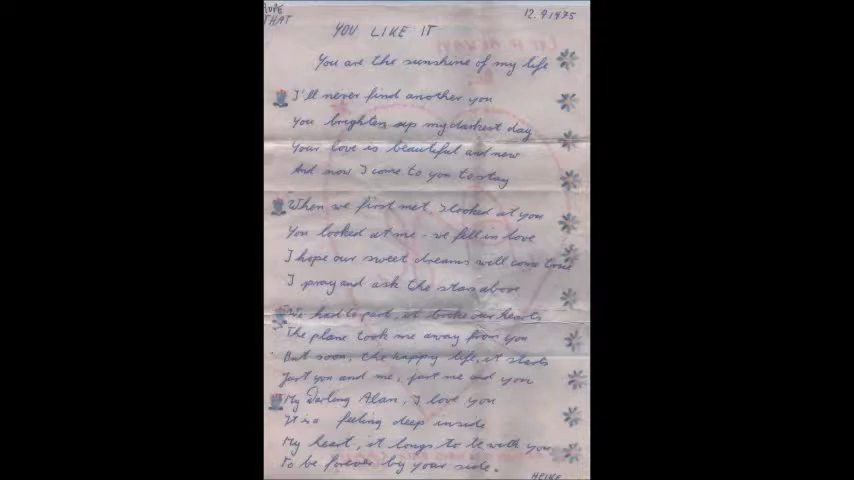 HOPE
THAT
12.9.1975
YOU LIKE IT
You are the sunshine of my life
I'll never find another you
You brighten up my darkest day
Your love is beautiful and new
And now I come to you to stay
When we first met, I looked at you
You looked at me - we fell in love
I hope our sweet dreams will come true
I pray and ask the stars above
We had to part, it broke our hearts
The plane took me away from you
But soon, the happy life, it starts
Just you and me, just me and you
My Darling Alan, I love you
It is a feeling deep inside
My heart, it longs to be with you
To be forever by your side.
HEIKE